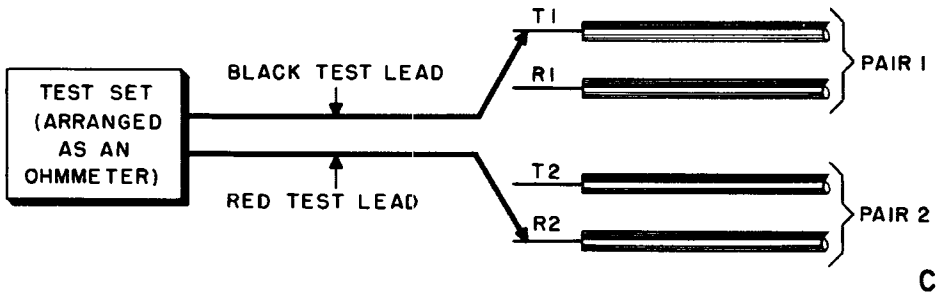 T1
BLACK TEST LEAD
R1
PAIR 1
TEST SET
(ARRANGED
AS AN
OHMMETER)
T2
RED TEST LEAD
R2
PAIR 2
C